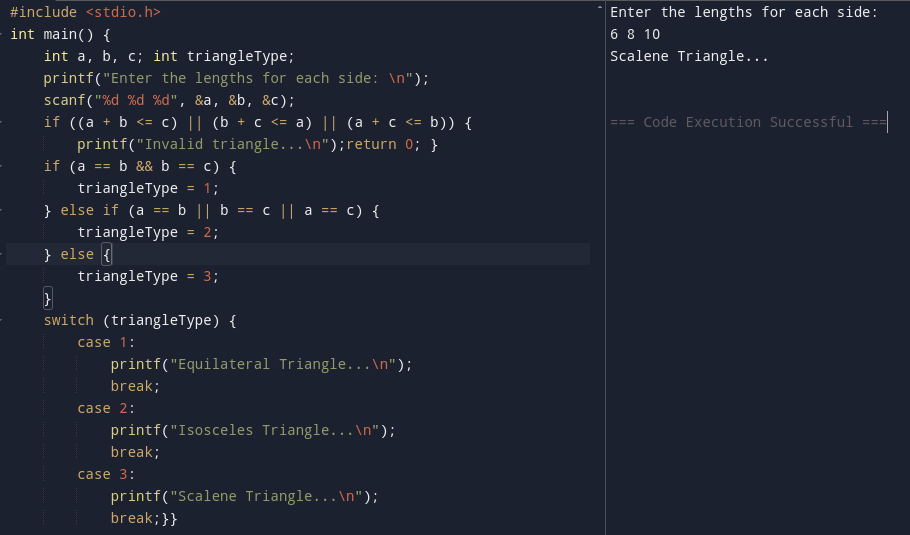 #include <stdio.h>
int main() {
    int a, b, c; int triangleType;
    printf("Enter the lengths for each side: \n");
    scanf("%d %d %d", &a, &b, &c);
    if ((a + b <= c) || (b + c <= a) || (a + c <= b)) {
        printf("Invalid triangle...\n");return 0; }
    if (a == b && b == c) {
        triangleType = 1;
    } else if (a == b || b == c || a == c) {
        triangleType = 2;
    } else {
        triangleType = 3;
    }
    switch (triangleType) {
        case 1:
            printf("Equilateral Triangle...\n");
            break;
        case 2:
            printf("Isosceles Triangle...\n");
            break;
        case 3:
            printf("Scalene Triangle...\n");
            break;}}
Enter the lengths for each side:
6 8 10
Scalene Triangle...
=== Code Execution Successful ===